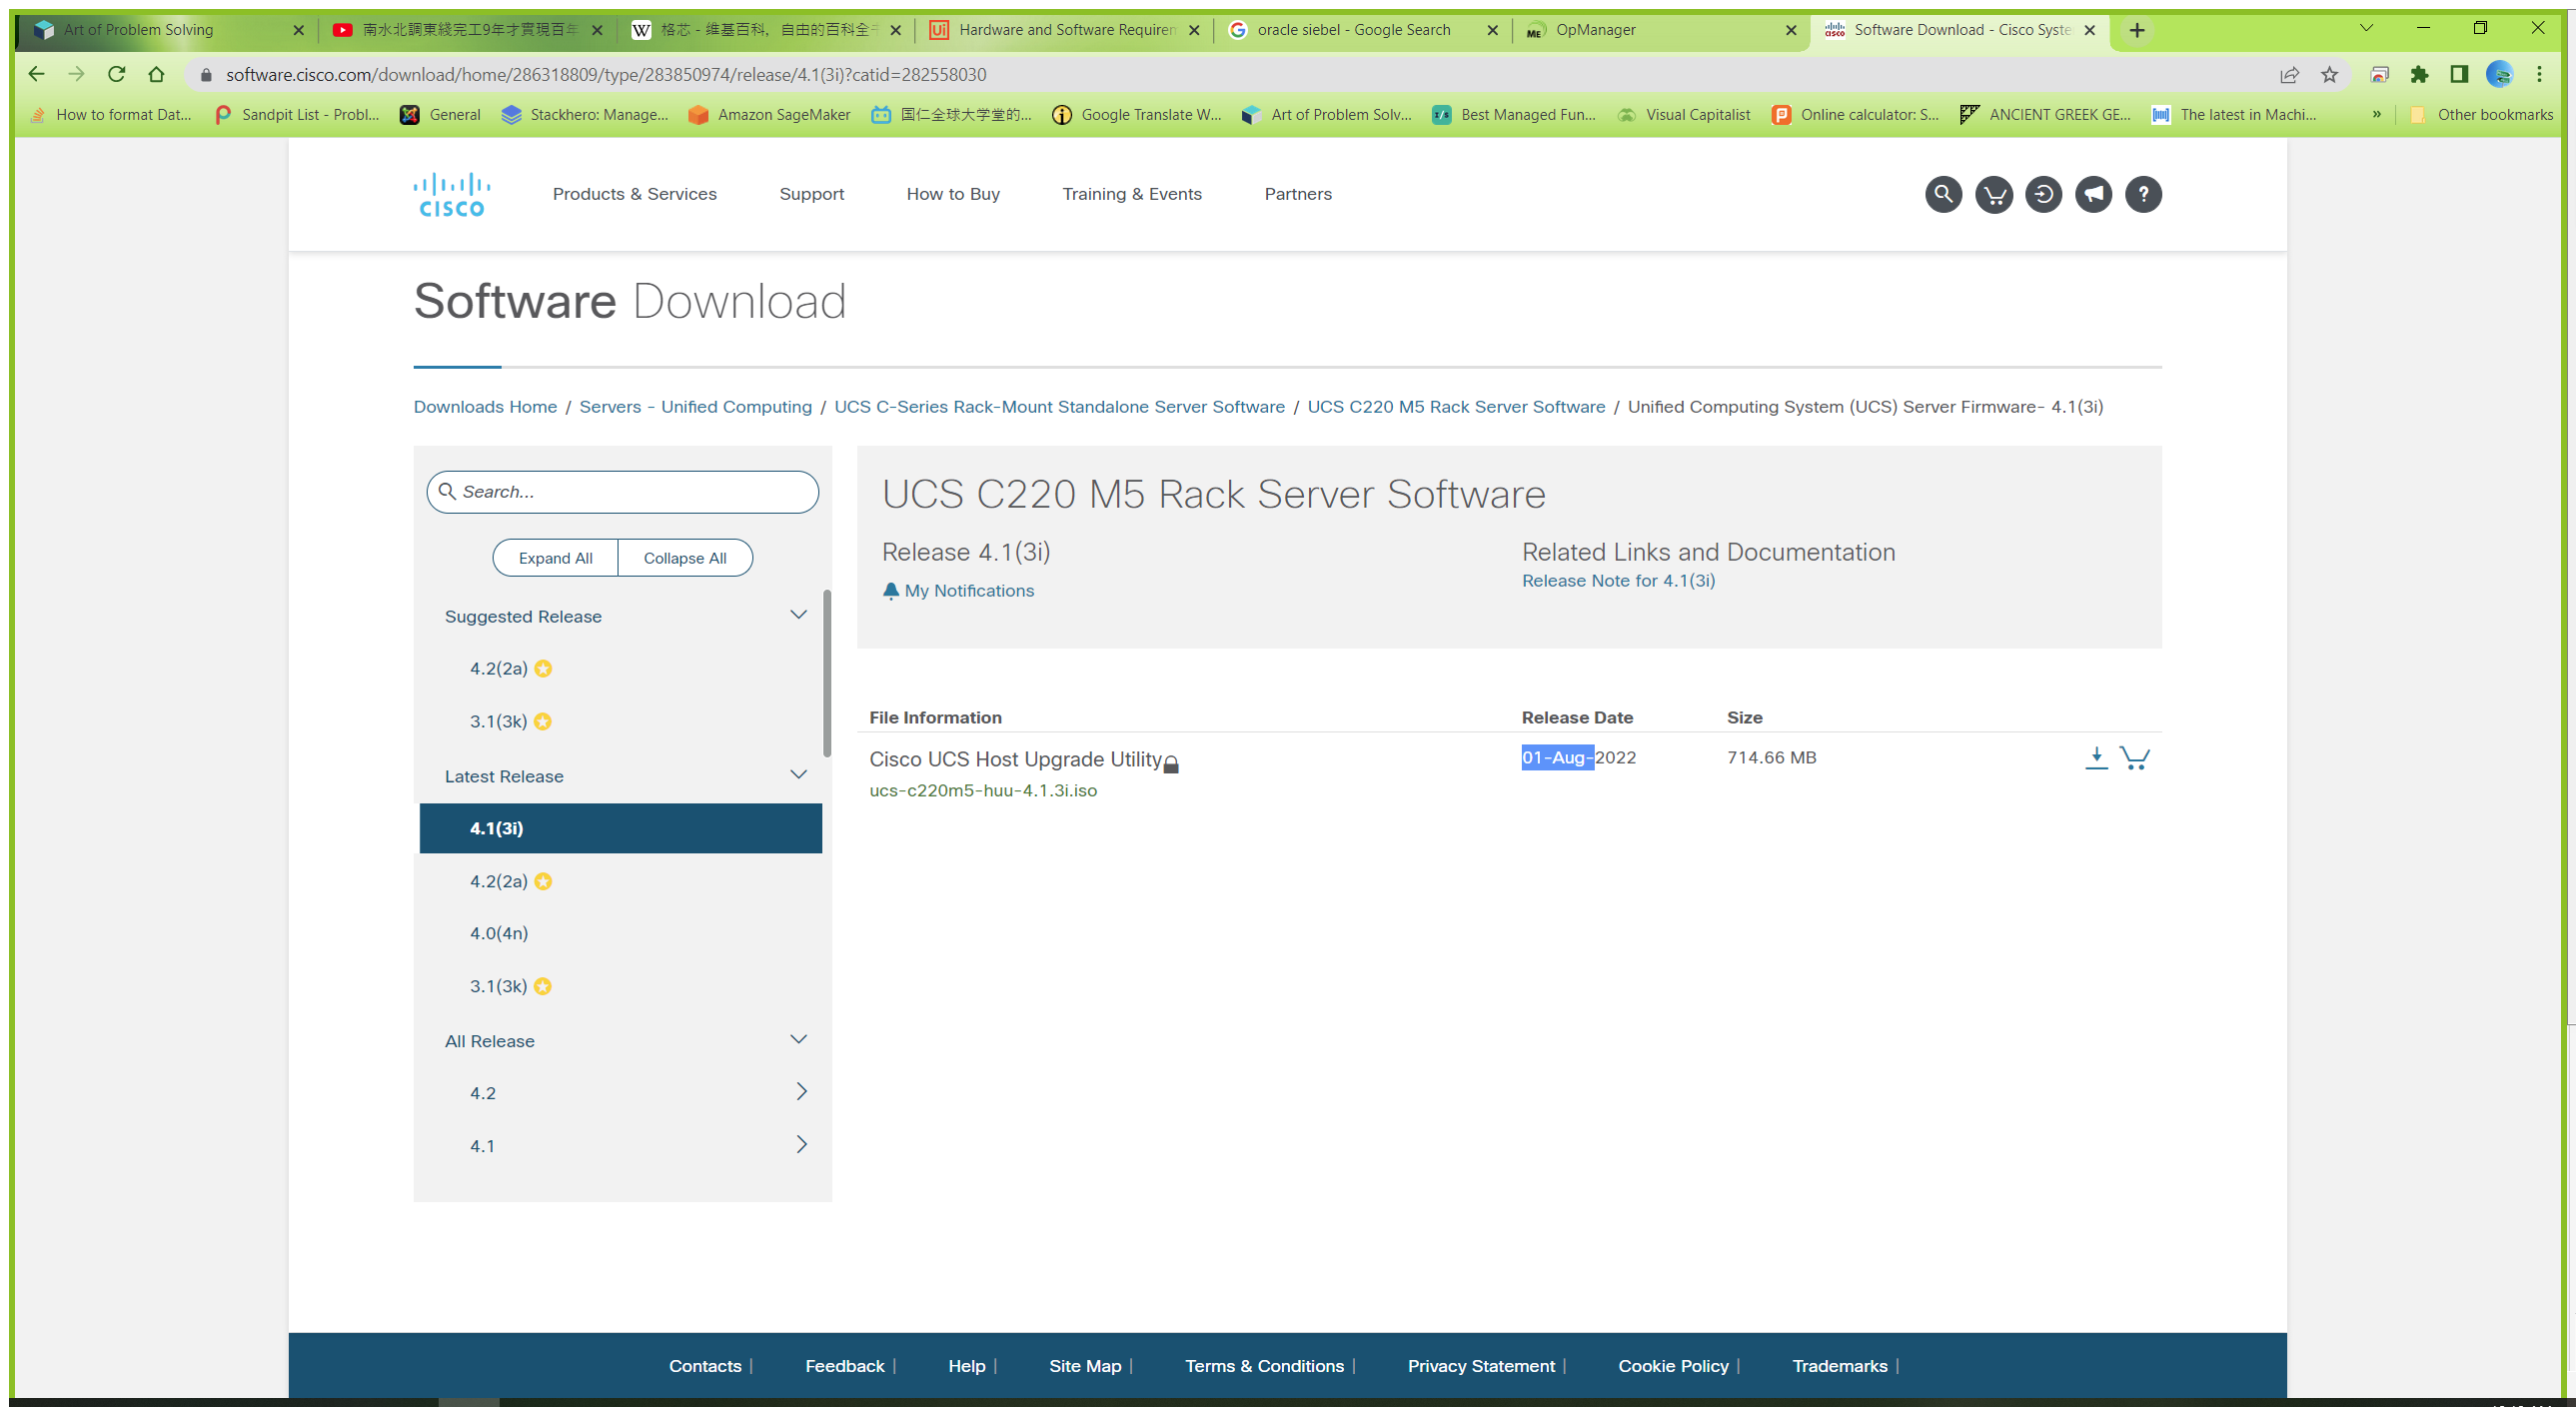 Art of Problem Solving
南水北調東綫完工9年才實現百年
格芯 - 维基百科，自由的百科全
Hardware and Software Requirem
oracle siebel - Google Search
OpManager
Software Download - Cisco Syste
software.cisco.com/download/home/286318809/type/283850974/release/4.1(3i)?catid=282558030
How to format Dat...
Sandpit List - Probl...
General
Stackhero: Manage...
Amazon SageMaker
国仁全球大学堂的...
Google Translate W...
Art of Problem Solv...
Best Managed Fun...
Visual Capitalist
Online calculator: S...
ANCIENT GREEK GE...
The latest in Machi...
»
Other bookmarks
CISCO
Products & Services
Support
How to Buy
Training & Events
Partners
Software Download
Downloads Home / Servers - Unified Computing / UCS C-Series Rack-Mount Standalone Server Software / UCS C220 M5 Rack Server Software / Unified Computing System (UCS) Server Firmware- 4.1(3i)
Search...
Expand All
Collapse All
Suggested Release
4.2(2a)
3.1(3k)
Latest Release
4.1(3i)
4.2(2a)
4.0(4n)
3.1(3k)
All Release
4.2
4.1
UCS C220 M5 Rack Server Software
Release 4.1(3i)
My Notifications
Related Links and Documentation
Release Note for 4.1(3i)
File Information
Release Date
Size
Cisco UCS Host Upgrade Utility
01-Aug-2022
714.66 MB
ucs-c220m5-huu-4.1.3i.iso
Contacts |
Feedback |
Help |
Site Map |
Terms & Conditions |
Privacy Statement |
Cookie Policy |
Trademarks |